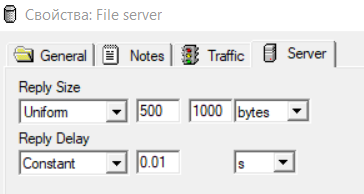 Свойства: File server
General Notes Traffic Server
Reply Size
Uniform 500 1000 bytes
Reply Delay
Constant 0.01 s